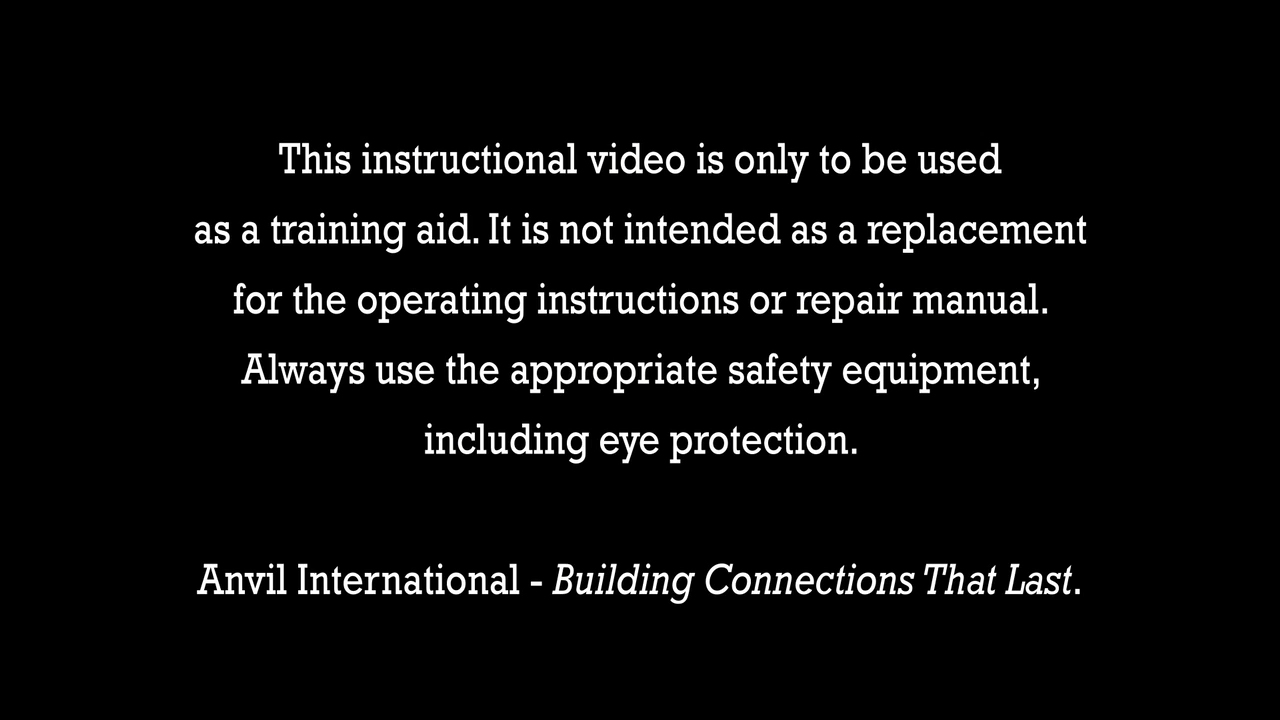 This instructional video is only to be used
as a training aid. It is not intended as a replacement
for the operating instructions or repair manual.
Always use the appropriate safety equipment,
including eye protection.
Anvil International - Building Connections That Last.